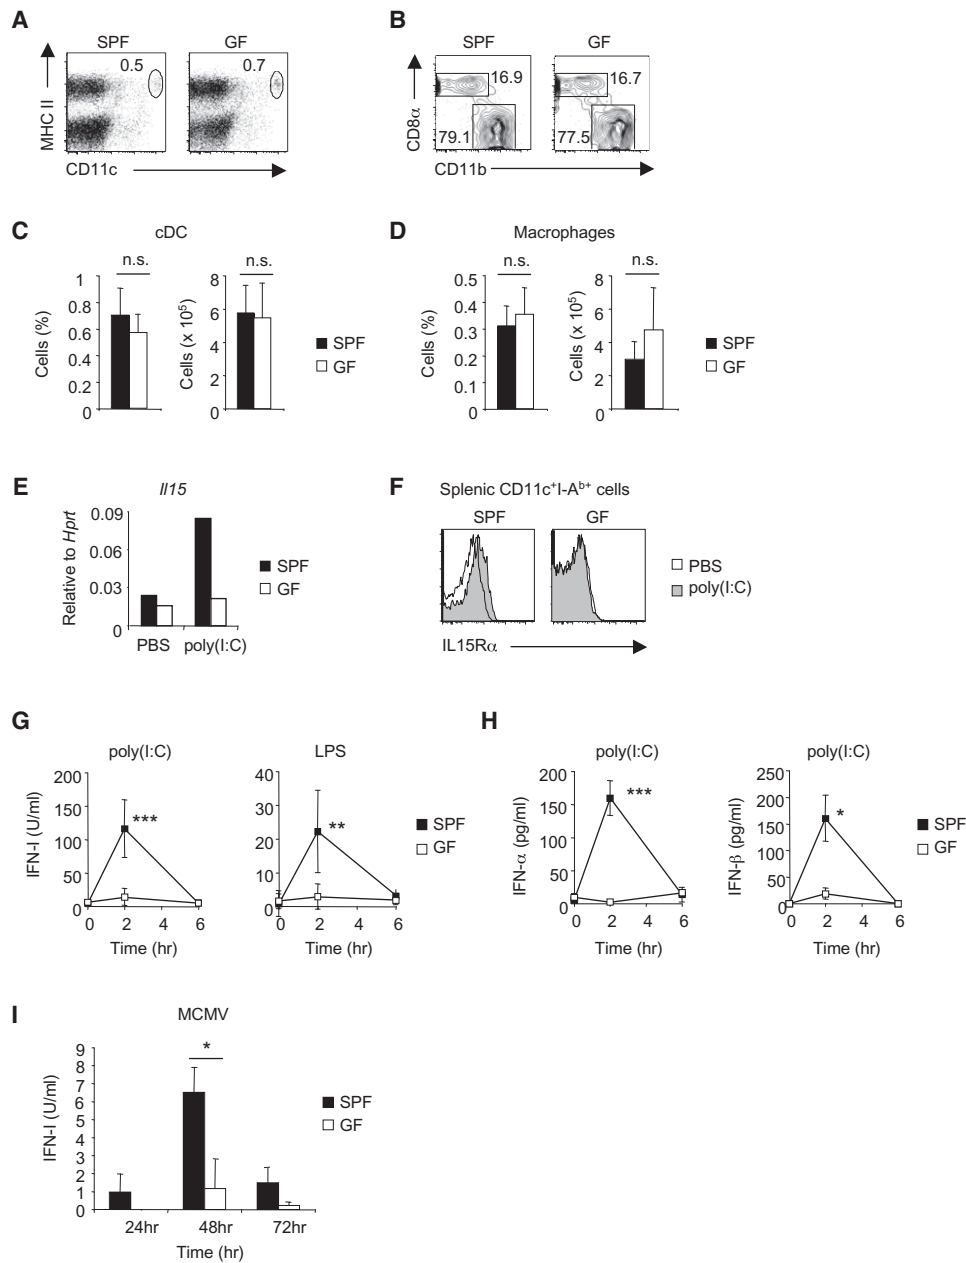 A
SPF
GF
0.5
0.7
MHC II
CD11c
B
SPF
GF
16.9
16.7
79.1
77.5
CD8α
CD11b
C
cDC
n.s.
n.s.
1
0.8
0.6
0.4
0.2
0
Cells (%)
8
6
4
2
0
Cells (x 10⁵)
SPF
GF
D
Macrophages
n.s.
n.s.
0.5
0.4
0.3
0.2
0.1
0
Cells (%)
8
6
4
2
0
Cells (x 10⁵)
SPF
GF
E
Il15
0.09
0.06
0.03
0
Relative to Hprt
PBS poly(I:C)
SPF
GF
F
Splenic CD11c⁺I-Aᵇ⁺ cells
SPF
GF
PBS
poly(I:C)
IL15Rα
G
poly(I:C)
200
150
100
50
0
IFN-I (U/ml)
***
0 2 4 6
Time (hr)
LPS
40
30
20
10
0
**
0 2 4 6
Time (hr)
SPF
GF
H
poly(I:C)
200
150
100
50
0
IFN-α (pg/ml)
***
0 2 4 6
Time (hr)
poly(I:C)
250
200
150
100
50
0
IFN-β (pg/ml)
*
0 2 4 6
Time (hr)
SPF
GF
I
MCMV
9
8
7
6
5
4
3
2
1
0
IFN-I (U/ml)
*
24hr 48hr 72hr
Time (hr)
SPF
GF